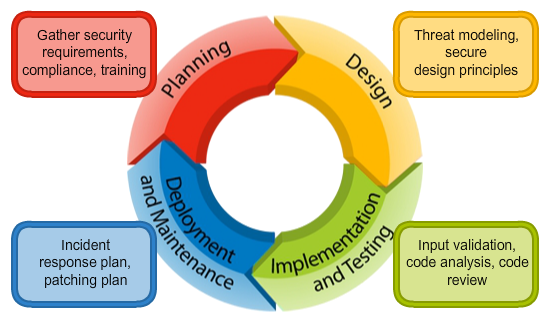 Gather security
requirements,
compliance, training
Threat modeling,
secure
design principles
Planning
Design
Deployment
and Maintenance
Implementation
and Testing
Incident
response plan,
patching plan
Input validation,
code analysis, code
review